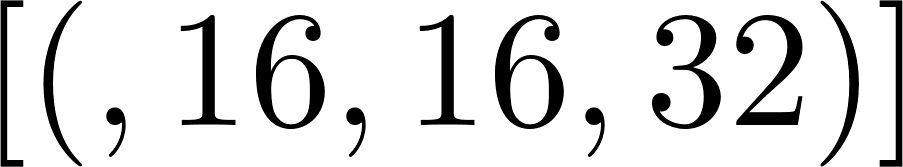 [(, 16, 16, 32)]